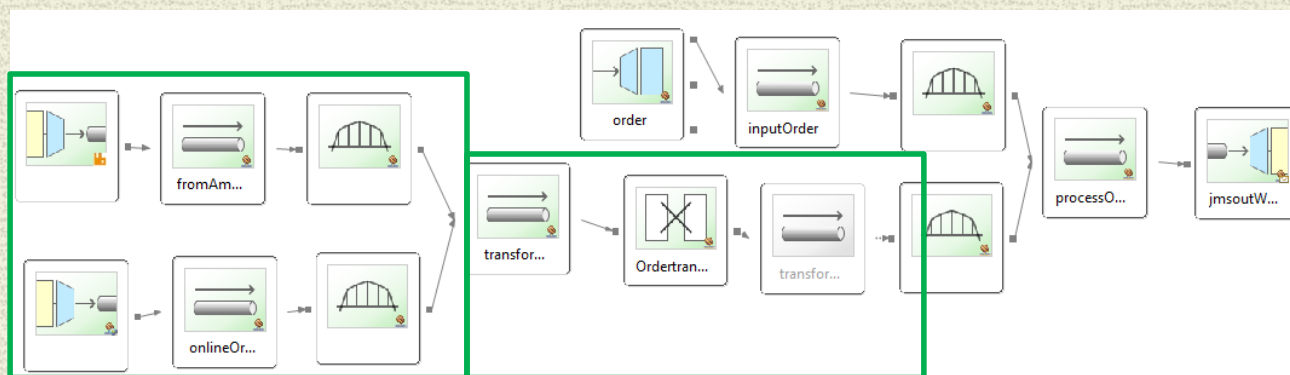 order
inputOrder
fromAm...
processO...
jmsoutW...
transfor...
Ordertran...
transfor...
onlineOr...